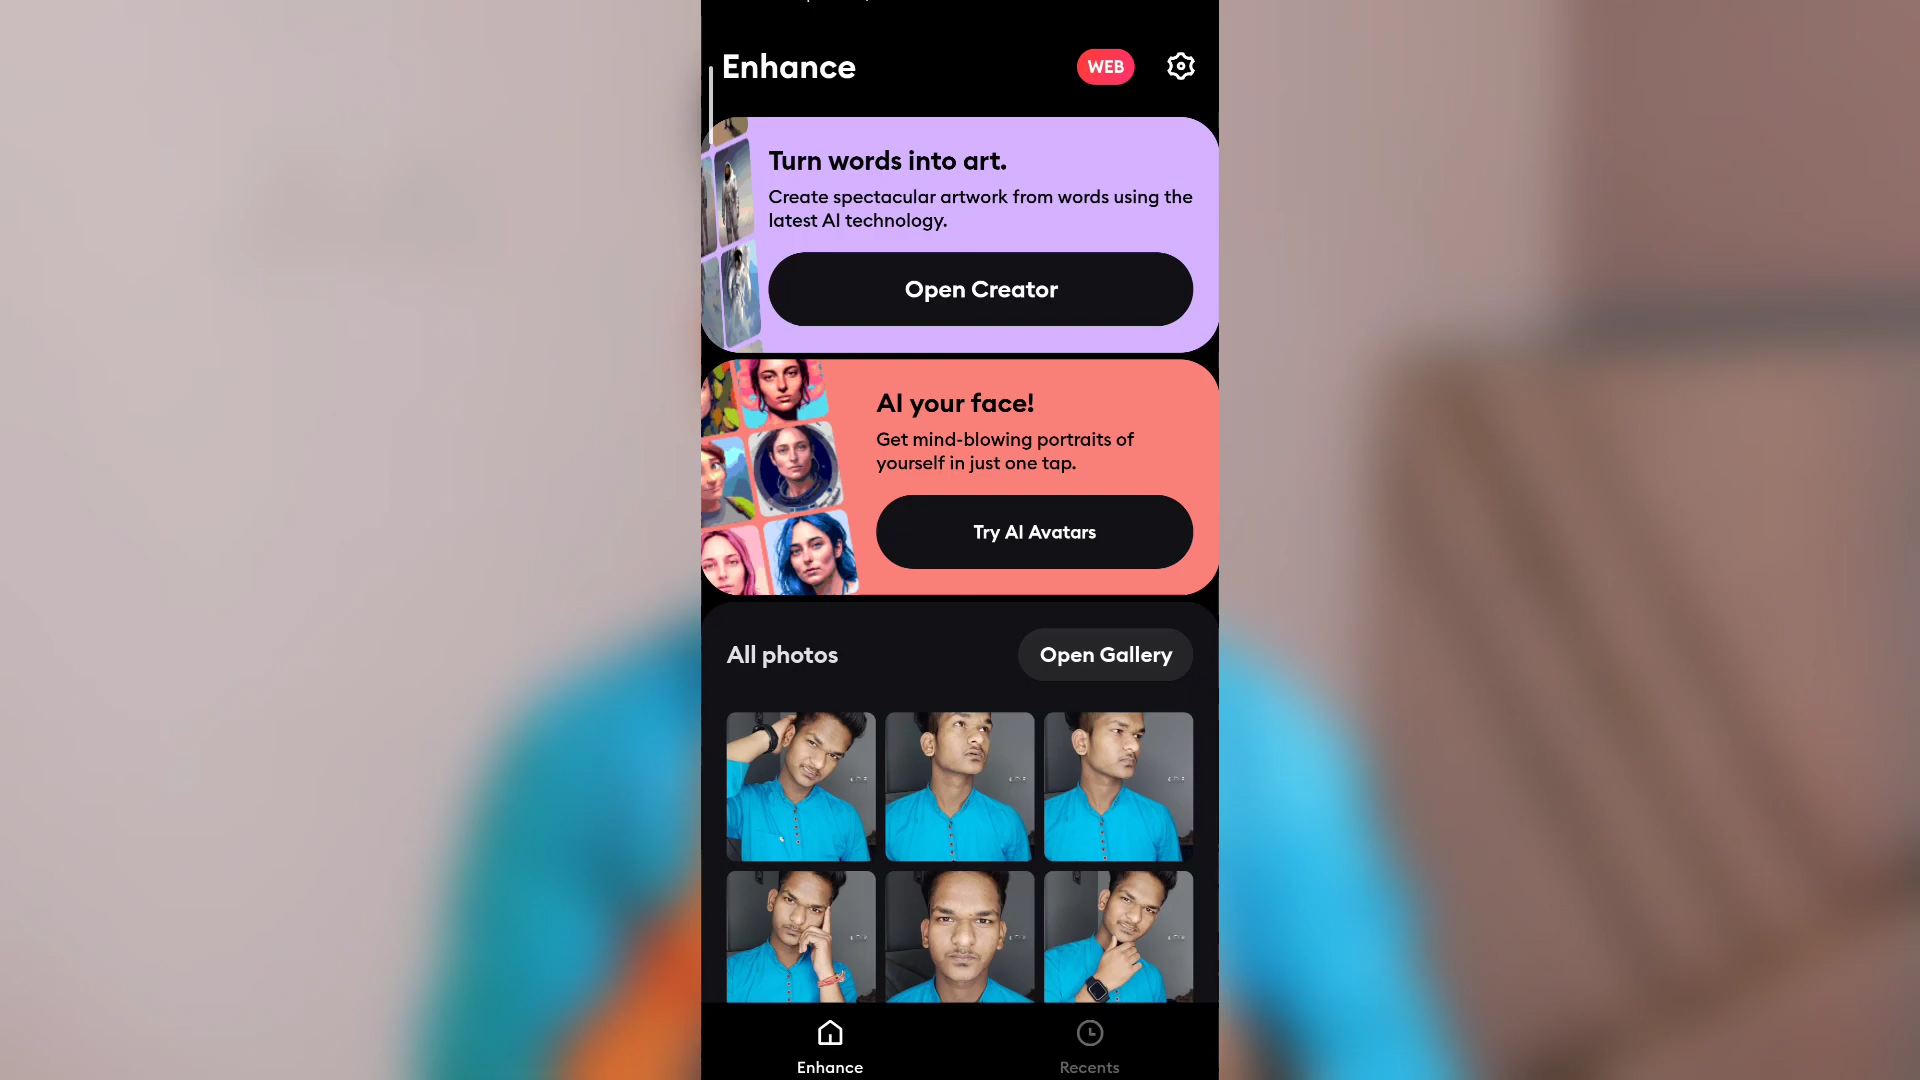 Enhance
WEB
Turn words into art.
Create spectacular artwork from words using the
latest AI technology.
Open Creator
AI your face!
Get mind-blowing portraits of
yourself in just one tap.
Try AI Avatars
All photos
Open Gallery
Enhance
Recents